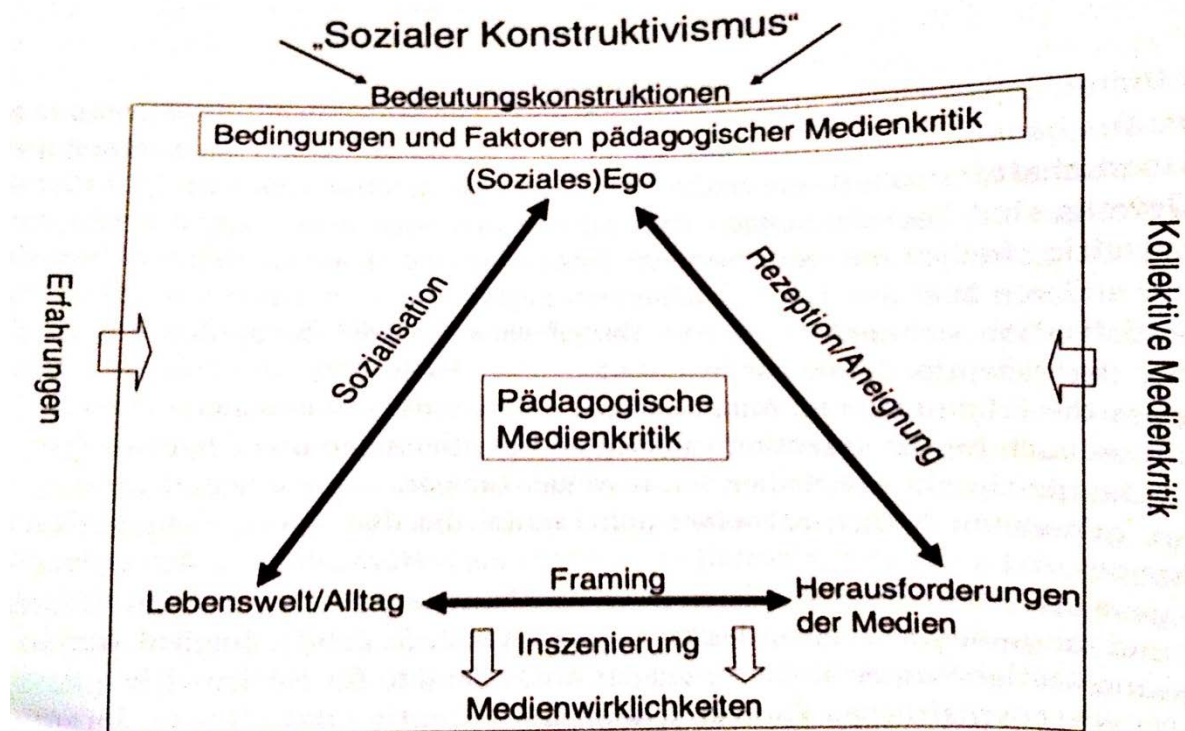 „Sozialer Konstruktivismus“
Bedeutungskonstruktionen
Bedingungen und Faktoren pädagogischer Medienkritik
(Soziales)Ego
Erfahrungen
Sozialisation
Rezeption/Aneignung
Kollektive Medienkritik
Pädagogische
Medienkritik
Lebenswelt/Alltag
Framing
Herausforderungen
der Medien
Inszenierung
Medienwirklichkeiten